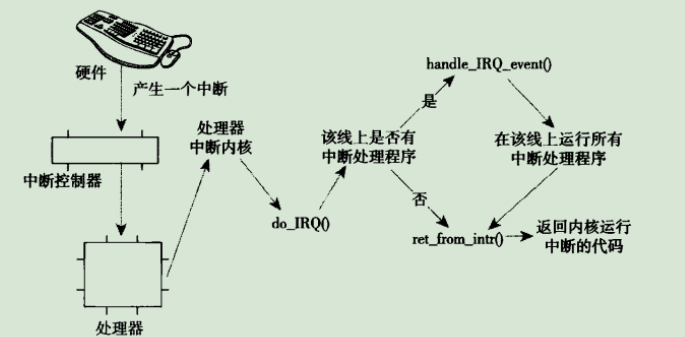 硬件
产生一个中断
中断控制器
处理器
处理器
中断内核
do_IRQ()
该线上是否有
中断处理程序
是
handle_IRQ_event()
在该线上运行所有
中断处理程序
否
ret_from_intr()
返回内核运行
中断的代码